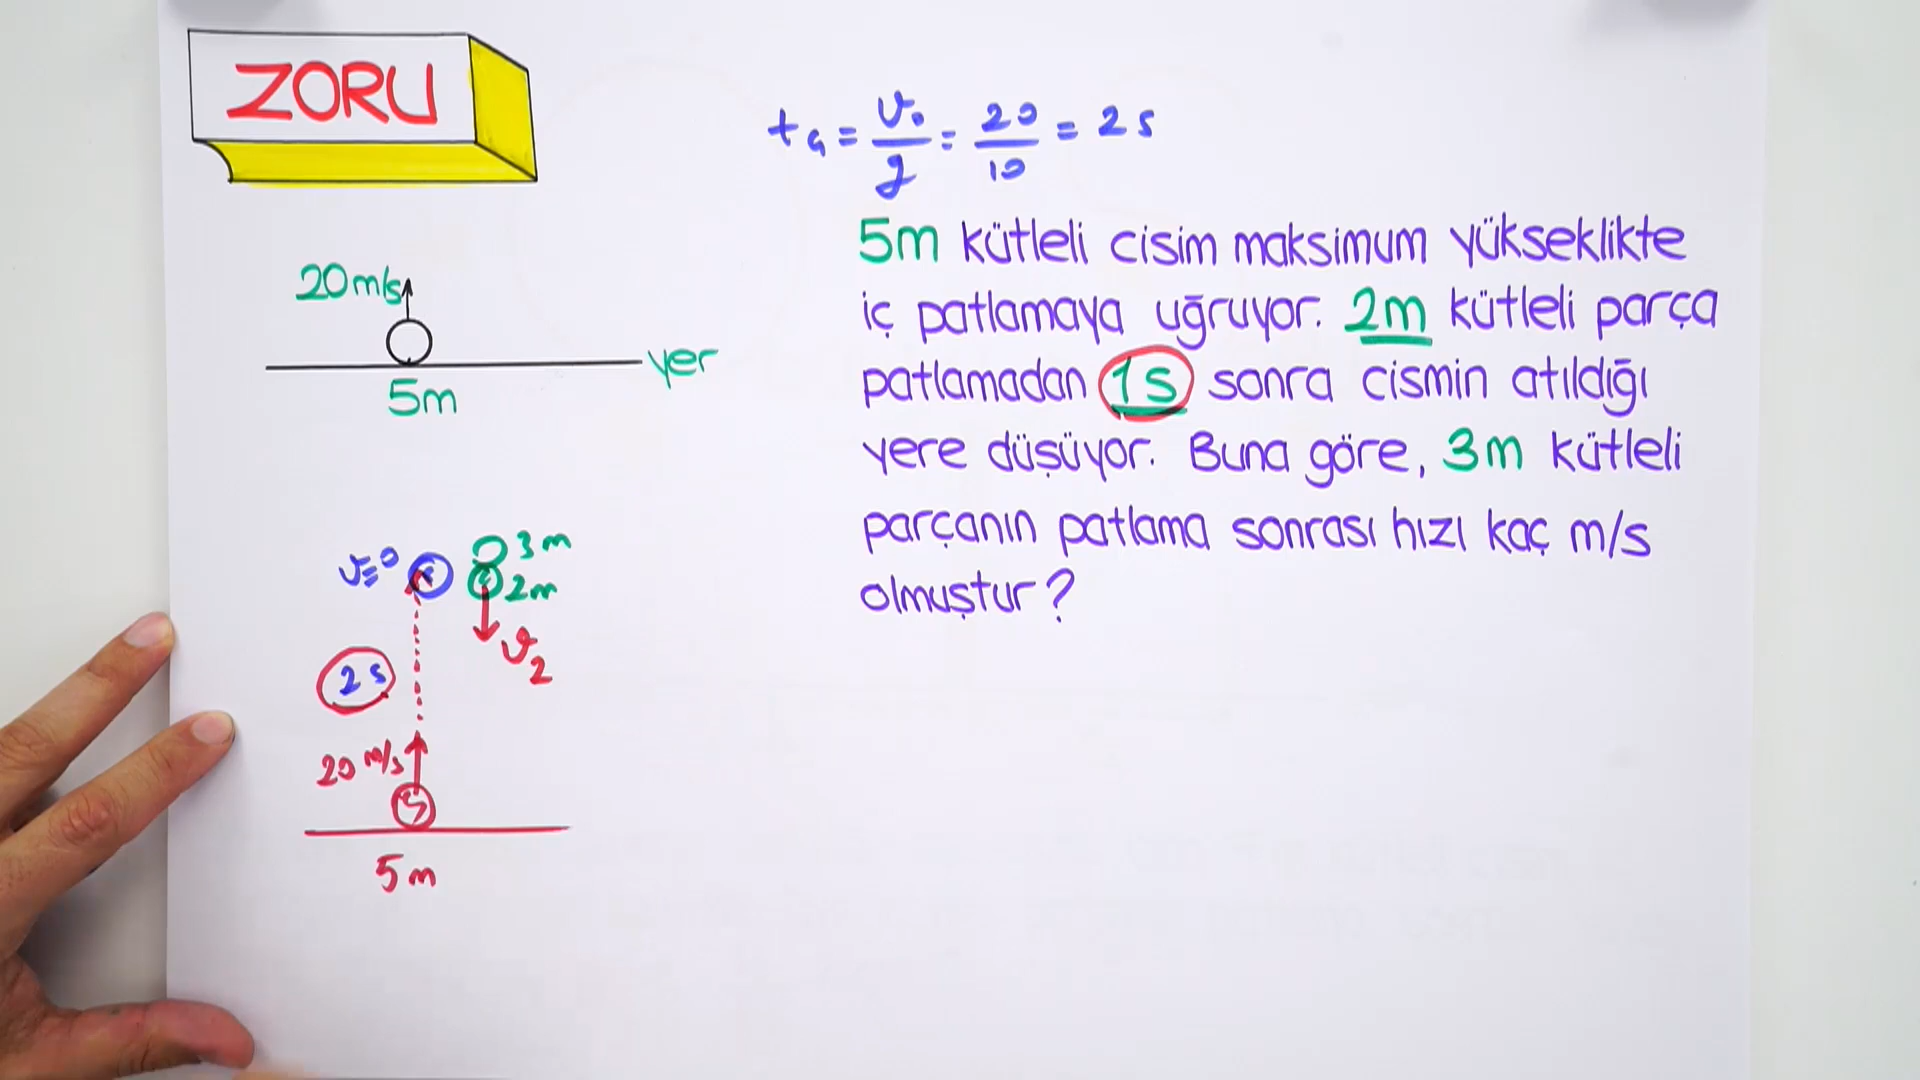 ZORU
tç = v₀/g = 20/10 = 2 s
20 m/s
yer
5m
5m kütleli cisim maksimum yükseklikte
iç patlamaya uğruyor. 2m kütleli parça
patlamadan 1s sonra cismin atıldığı
yere düşüyor. Buna göre, 3m kütleli
parçanın patlama sonrası hızı kaç m/s
olmuştur?
v=0
3m
2m
v₂
2 s
20 m/s
5m